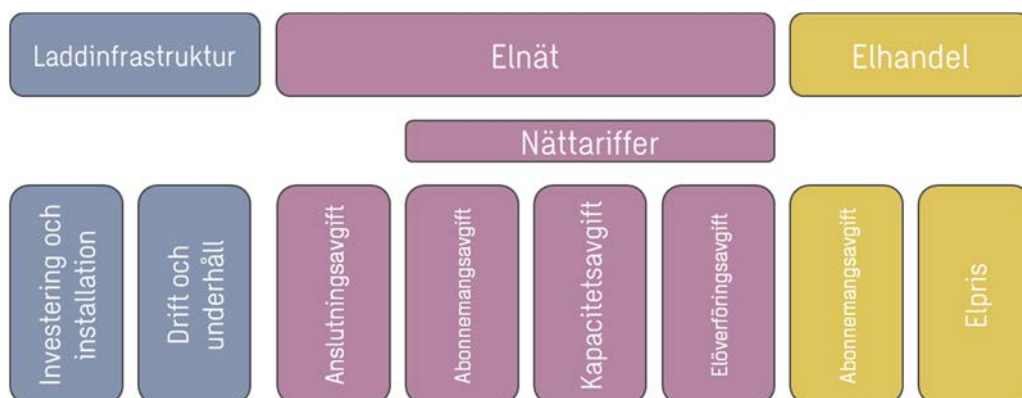 Laddinfrastruktur
Elnät
Elhandel
Nättariffer
Investering och
installation
Drift och
underhåll
Anslutningsavgift
Abonnemangsavgift
Kapacitetsavgift
Elöverföringsavgift
Abonnemangsavgift
Elpris